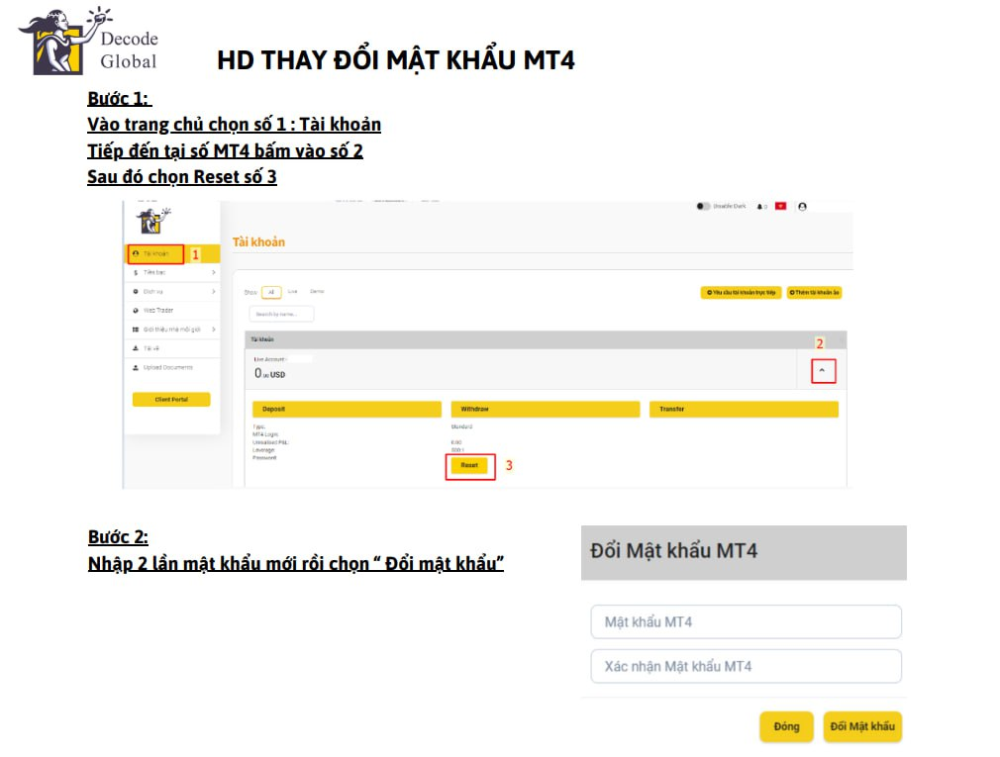 Decode
Global
HD THAY ĐỔI MẬT KHẨU MT4
Bước 1:
Vào trang chủ chọn số 1 : Tài khoản
Tiếp đến tại số MT4 bấm vào số 2
Sau đó chọn Reset số 3
Disable Dark
Tài khoản 1
Tài khoản
Tiền bạc
Dịch vụ
Show All Live Demo
Yêu cầu tài khoản trực tiếp
Thêm tài khoản ảo
Web Trader
Search by name...
Giới thiệu nhà môi giới
Tài khoản
2
Tải về
Live Account:
Upload Documents
0.00 USD
Client Portal
Deposit Withdraw Transfer
Type: Standard
MT4 Login:
Unrealised P&L: 0.00
Leverage: 500:1
Password:
Reset 3
Bước 2:
Nhập 2 lần mật khẩu mới rồi chọn “ Đổi mật khẩu”
Đổi Mật khẩu MT4
Mật khẩu MT4
Xác nhận Mật khẩu MT4
Đóng
Đổi Mật khẩu